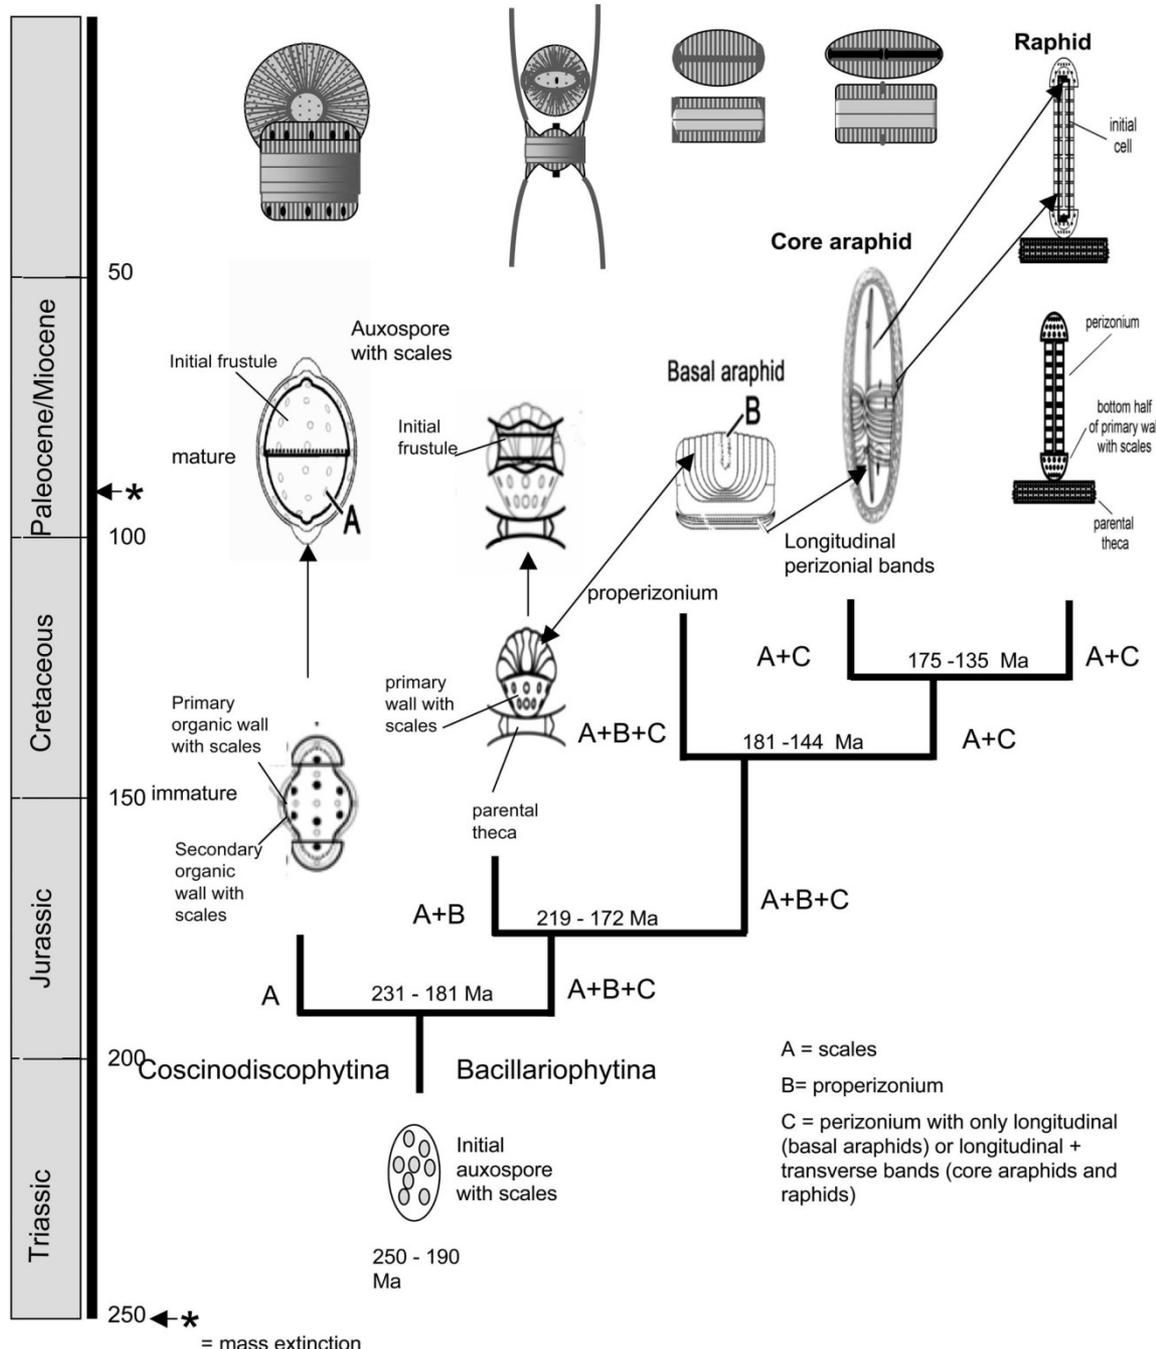 Raphid
initial
cell
Core araphid
50
Auxospore
with scales
Initial frustule
Basal araphid
B
perizonium
Initial
frustule
bottom half
of primary wal
with scales
mature
Paleocene/Miocene
*
A
parental
theca
100
Longitudinal
perizonial bands
properizonium
Cretaceous
A+C
175 -135 Ma
A+C
primary
wall with
scales
Primary
organic wall
with scales
A+B+C
181 -144 Ma
A+C
150
immature
parental
theca
Secondary
organic
wall with
scales
Jurassic
A+B
219 - 172 Ma
A+B+C
A
231 - 181 Ma
A+B+C
200
Coscinodiscophytina
Bacillariophytina
A = scales
B= properizonium
C = perizonium with only longitudinal
(basal araphids) or longitudinal +
transverse bands (core araphids and
raphids)
Initial
auxospore
with scales
Triassic
250 - 190
Ma
250
*
= mass extinction